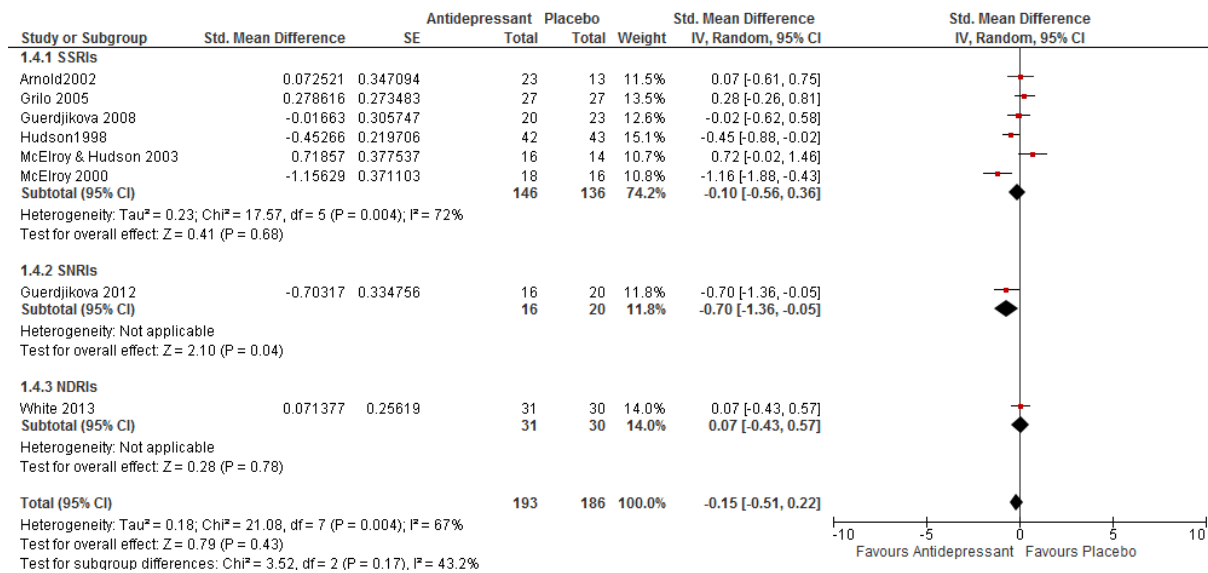 Antidepressant Placebo Std. Mean Difference Std. Mean Difference
Study or Subgroup Std. Mean Difference SE Total Total Weight IV, Random, 95% CI IV, Random, 95% CI
1.4.1 SSRIs
Arnold2002 0.072521 0.347094 23 13 11.5% 0.07 [-0.61, 0.75]
Grilo 2005 0.278616 0.273483 27 27 13.5% 0.28 [-0.26, 0.81]
Guerdjikova 2008 -0.01663 0.305747 20 23 12.6% -0.02 [-0.62, 0.58]
Hudson1998 -0.45266 0.219706 42 43 15.1% -0.45 [-0.88, -0.02]
McElroy & Hudson 2003 0.71857 0.377537 16 14 10.7% 0.72 [-0.02, 1.46]
McElroy 2000 -1.15629 0.371103 18 16 10.8% -1.16 [-1.88, -0.43]
Subtotal (95% CI) 146 136 74.2% -0.10 [-0.56, 0.36]
Heterogeneity: Tau² = 0.23; Chi² = 17.57, df = 5 (P = 0.004); I² = 72%
Test for overall effect: Z = 0.41 (P = 0.68)
1.4.2 SNRIs
Guerdjikova 2012 -0.70317 0.334756 16 20 11.8% -0.70 [-1.36, -0.05]
Subtotal (95% CI) 16 20 11.8% -0.70 [-1.36, -0.05]
Heterogeneity: Not applicable
Test for overall effect: Z = 2.10 (P = 0.04)
1.4.3 NDRIs
White 2013 0.071377 0.25619 31 30 14.0% 0.07 [-0.43, 0.57]
Subtotal (95% CI) 31 30 14.0% 0.07 [-0.43, 0.57]
Heterogeneity: Not applicable
Test for overall effect: Z = 0.28 (P = 0.78)
Total (95% CI) 193 186 100.0% -0.15 [-0.51, 0.22]
Heterogeneity: Tau² = 0.18; Chi² = 21.08, df = 7 (P = 0.004); I² = 67%
Test for overall effect: Z = 0.79 (P = 0.43)
Test for subgroup differences: Chi² = 3.52, df = 2 (P = 0.17), I² = 43.2%
-10 -5 0 5 10
Favours Antidepressant Favours Placebo